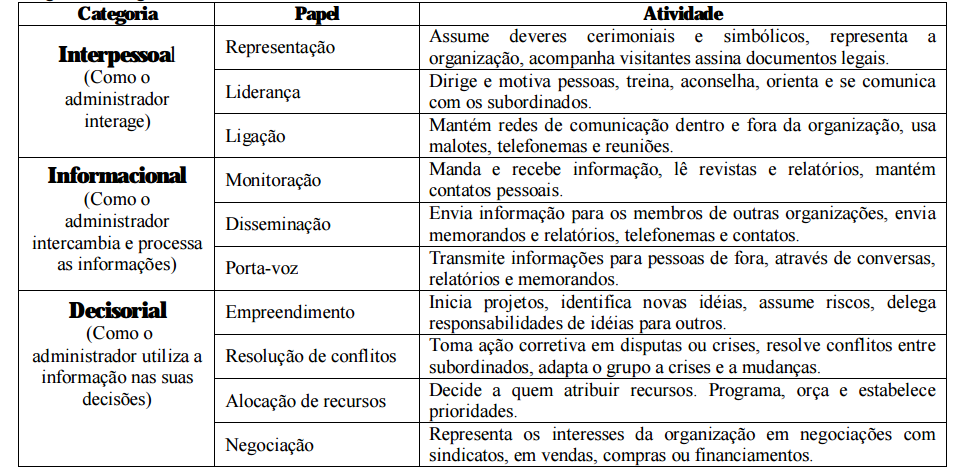 Categoria Papel Atividade
Interpessoal
(Como o
administrador
interage)
Representação
Assume deveres cerimoniais e simbólicos, representa a
organização, acompanha visitantes assina documentos legais.
Liderança
Dirige e motiva pessoas, treina, aconselha, orienta e se comunica
com os subordinados.
Ligação
Mantém redes de comunicação dentro e fora da organização, usa
malotes, telefonemas e reuniões.
Informacional
(Como o
administrador
intercambia e processa
as informações)
Monitoração
Manda e recebe informação, lê revistas e relatórios, mantém
contatos pessoais.
Disseminação
Envia informação para os membros de outras organizações, envia
memorandos e relatórios, telefonemas e contatos.
Porta-voz
Transmite informações para pessoas de fora, através de conversas,
relatórios e memorandos.
Decisorial
(Como o
administrador utiliza a
informação nas suas
decisões)
Empreendimento
Inicia projetos, identifica novas idéias, assume riscos, delega
responsabilidades de idéias para outros.
Resolução de conflitos
Toma ação corretiva em disputas ou crises, resolve conflitos entre
subordinados, adapta o grupo a crises e a mudanças.
Alocação de recursos
Decide a quem atribuir recursos. Programa, orça e estabelece
prioridades.
Negociação
Representa os interesses da organização em negociações com
sindicatos, em vendas, compras ou financiamentos.